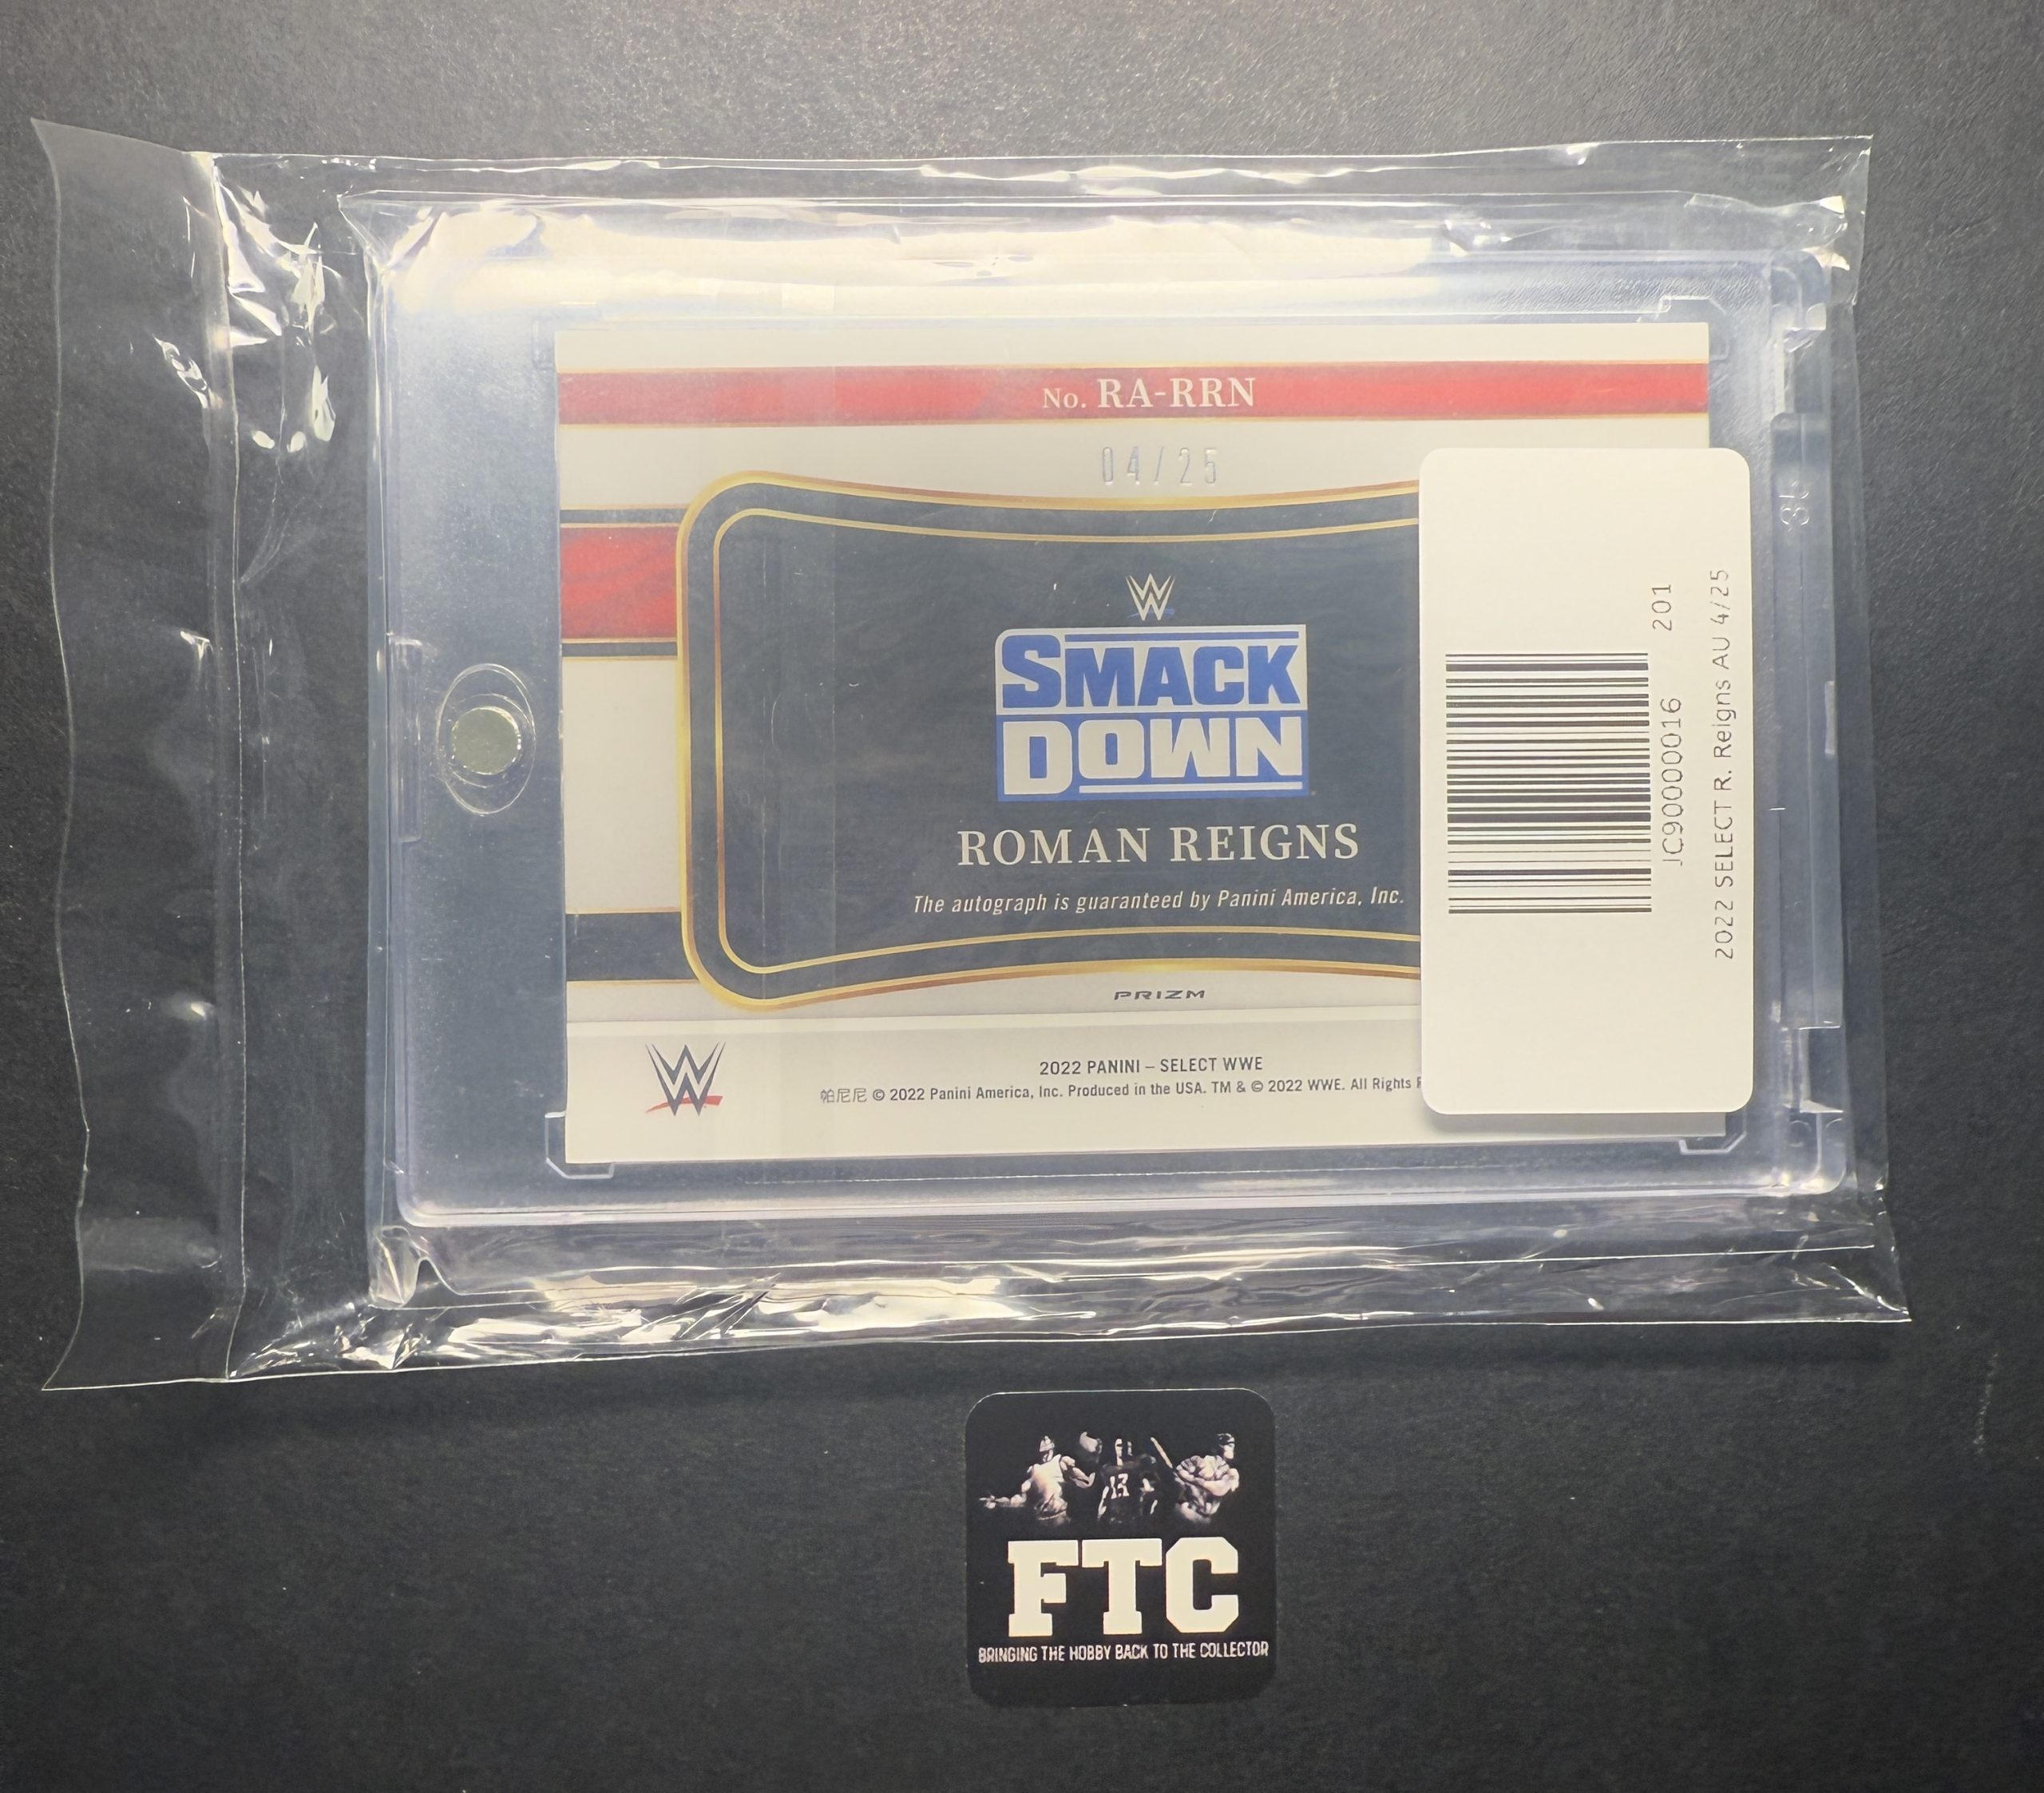 No. RA-RRN
04/25
W
SMACK
DOWN
ROMAN REIGNS
The autograph is guaranteed by Panini America, Inc.
PRIZM
W
2022 PANINI – SELECT WWE
帕尼尼 © 2022 Panini America, Inc. Produced in the USA. TM & © 2022 WWE. All Rights
201
JC90000016
2022 SELECT R. Reigns AU 4/25
13
FTC
BRINGING THE HOBBY BACK TO THE COLLECTOR